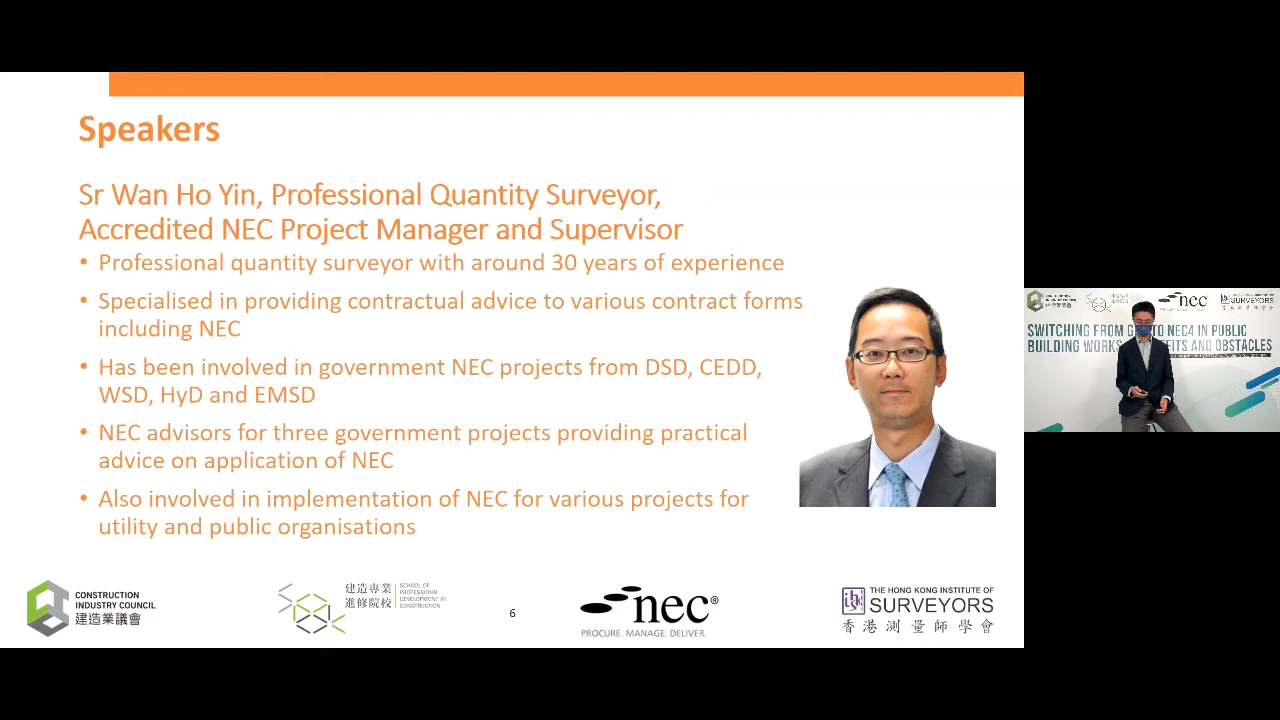 Speakers
Sr Wan Ho Yin, Professional Quantity Surveyor,
Accredited NEC Project Manager and Supervisor
• Professional quantity surveyor with around 30 years of experience
• Specialised in providing contractual advice to various contract forms
including NEC
• Has been involved in government NEC projects from DSD, CEDD,
WSD, HyD and EMSD
• NEC advisors for three government projects providing practical
advice on application of NEC
• Also involved in implementation of NEC for various projects for
utility and public organisations
CONSTRUCTION
INDUSTRY COUNCIL
建造業議會
建造專業
進修院校
SCHOOL OF
PROFESSIONAL
DEVELOPMENT IN
CONSTRUCTION
6
nec®
PROCURE. MANAGE. DELIVER.
THE HONG KONG INSTITUTE OF
SURVEYORS
香港測量師學會
nec
SURVEYORS
SWITCHING FROM TO NEC4 IN PUBLIC
BUILDING WORKS AND OBSTACLES